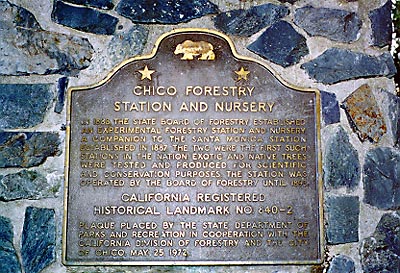 CHICO FORESTRY
STATION AND NURSERY
IN 1888 THE STATE BOARD OF FORESTRY ESTABLISHED
AN EXPERIMENTAL FORESTRY STATION AND NURSERY,
A COMPANION TO THE SANTA MONICA STATION
ESTABLISHED IN 1887. THE TWO WERE THE FIRST SUCH
STATIONS IN THE NATION. EXOTIC AND NATIVE TREES
WERE TESTED AND PRODUCED FOR SCIENTIFIC
AND CONSERVATION PURPOSES. THE STATION WAS
OPERATED BY THE BOARD OF FORESTRY UNTIL 1893.
CALIFORNIA REGISTERED
HISTORICAL LANDMARK NO. 840-2
PLAQUE PLACED BY THE STATE DEPARTMENT OF
PARKS AND RECREATION IN COOPERATION WITH THE
CALIFORNIA DIVISION OF FORESTRY AND THE CITY
OF CHICO, MAY 25, 1972.